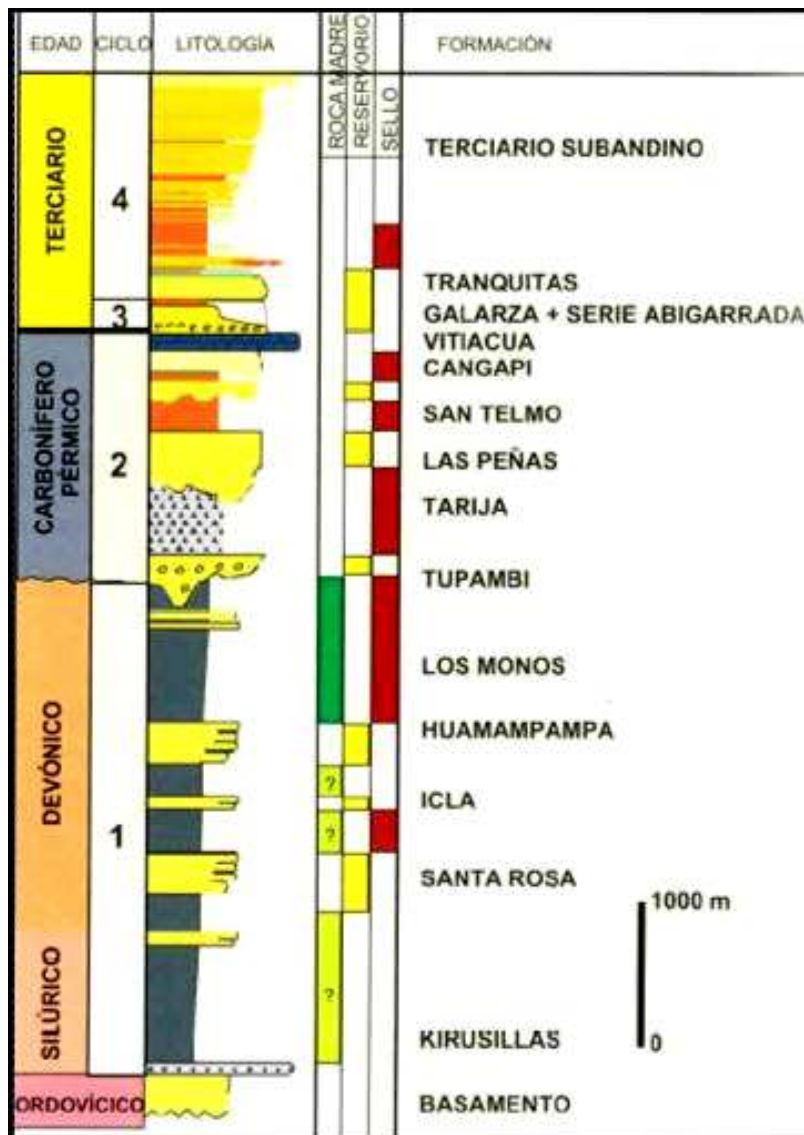 EDAD CICLO LITOLOGÍA ROCA MADRE RESERVORIO SELLO FORMACIÓN
TERCIARIO
4
3
CARBONÍFERO
PÉRMICO
2
DEVÓNICO
1
SILÚRICO
ORDOVÍCICO
?
?
?
TERCIARIO SUBANDINO
TRANQUITAS
GALARZA + SERIE ABIGARRADA
VITIACUA
CANGAPI
SAN TELMO
LAS PEÑAS
TARIJA
TUPAMBI
LOS MONOS
HUAMAMPAMPA
ICLA
SANTA ROSA
1000 m
KIRUSILLAS
0
BASAMENTO